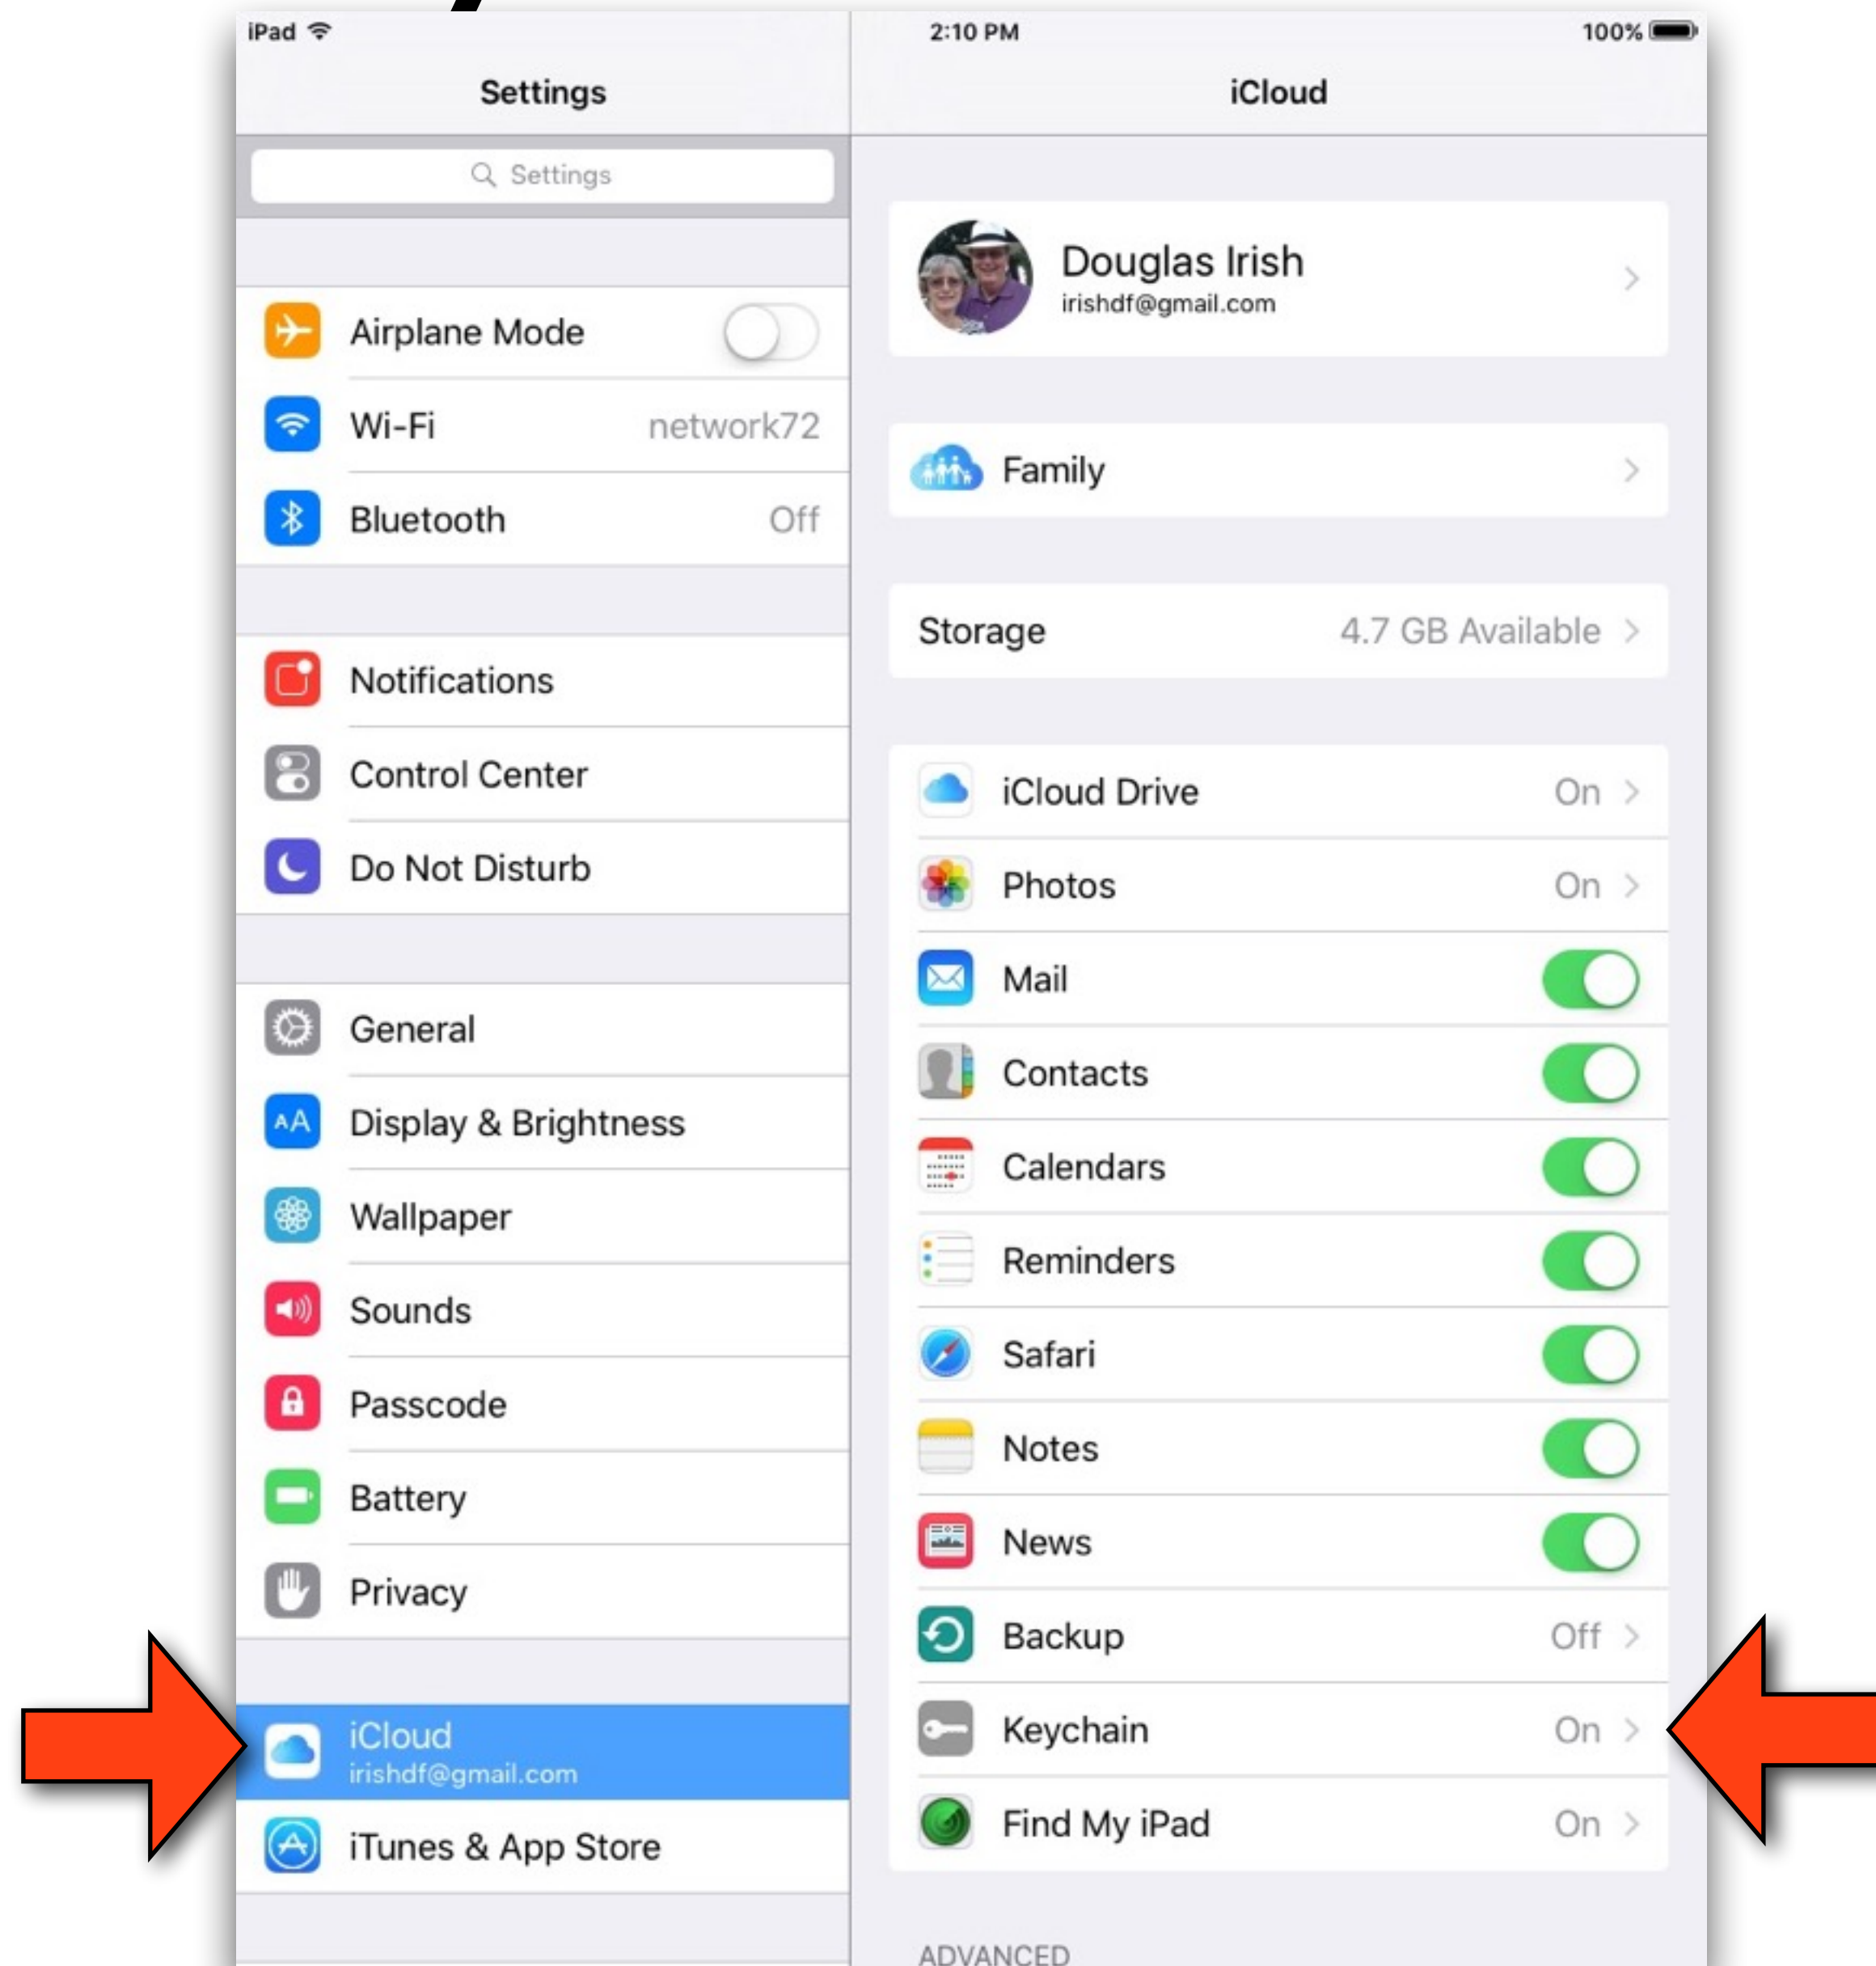 iPad
2:10 PM
100%
Settings
iCloud
Settings
Airplane Mode
Wi-Fi network72
Bluetooth Off
Notifications
Control Center
Do Not Disturb
General
AA Display & Brightness
Wallpaper
Sounds
Passcode
Battery
Privacy
iCloud
irishdf@gmail.com
iTunes & App Store
Douglas Irish
irishdf@gmail.com
Family
Storage 4.7 GB Available
iCloud Drive On
Photos On
Mail
Contacts
Calendars
Reminders
Safari
Notes
News
Backup Off
Keychain On
Find My iPad On
ADVANCED